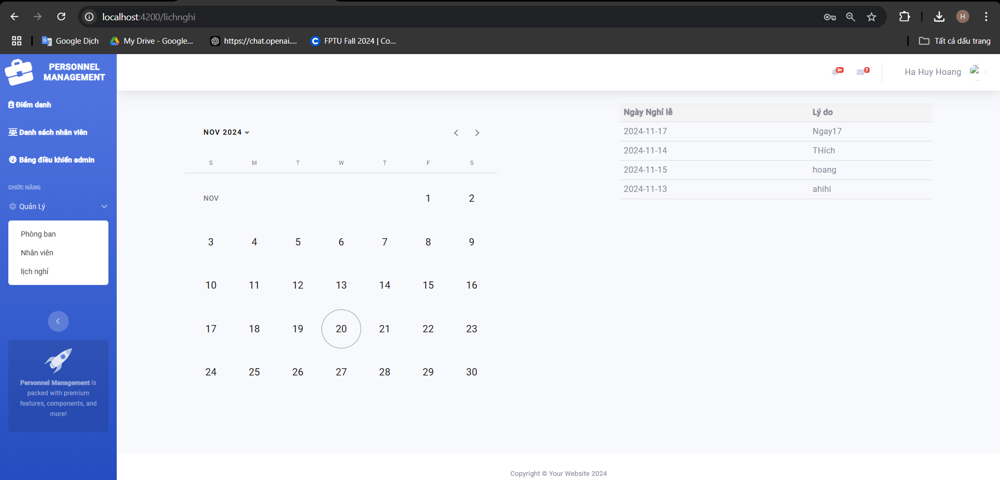 localhost:4200/lichnghi
Google Dịch
My Drive - Google...
https://chat.openai....
FPTU Fall 2024 | Co...
Tất cả dấu trang
PERSONNEL
MANAGEMENT
3+
7
Ha Huy Hoang
H
Điểm danh
Danh sách nhân viên
Bảng điều khiển admin
CHỨC NĂNG
Quản Lý
Phòng ban
Nhân viên
lịch nghỉ
Personnel Management is
packed with premium
features, components, and
more!
NOV 2024
S M T W T F S
NOV 1 2
3 4 5 6 7 8 9
10 11 12 13 14 15 16
17 18 19 20 21 22 23
24 25 26 27 28 29 30
Ngày Nghỉ lễ Lý do
2024-11-17 Ngay17
2024-11-14 THích
2024-11-15 hoang
2024-11-13 ahihi
Copyright © Your Website 2024